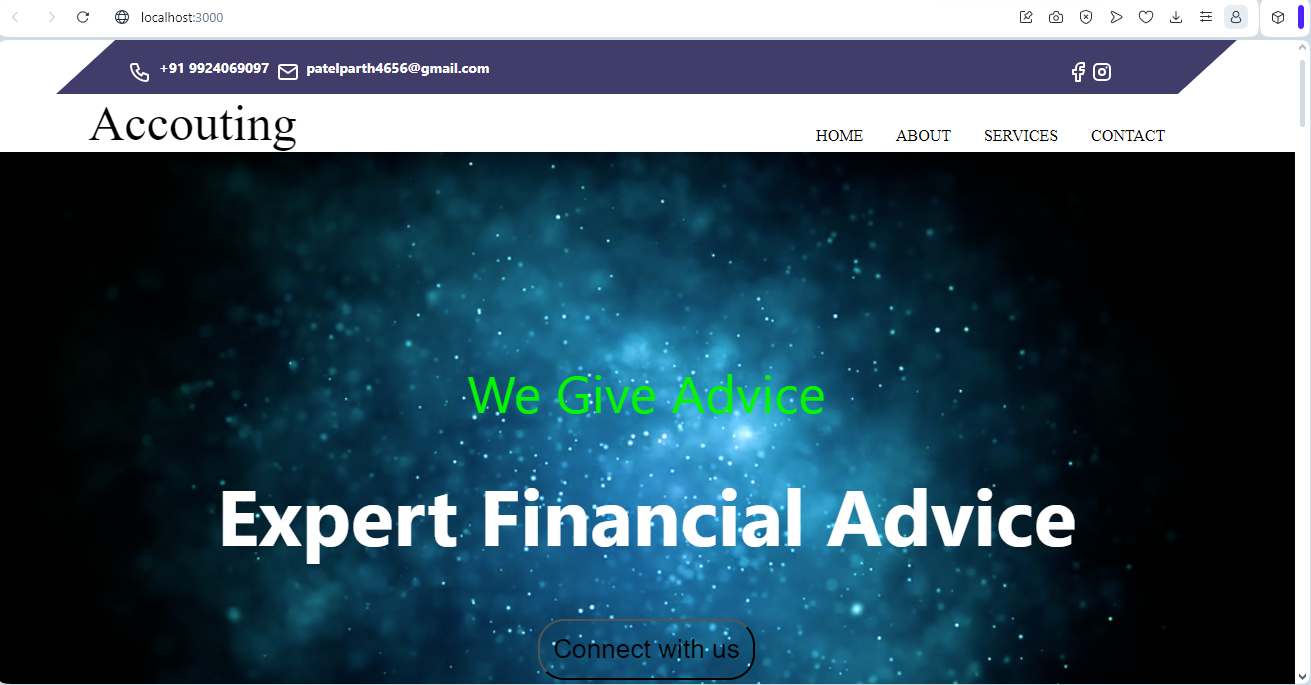 localhost:3000
+91 9924069097 patelparth4656@gmail.com
Accouting
HOME ABOUT SERVICES CONTACT
We Give Advice
Expert Financial Advice
Connect with us